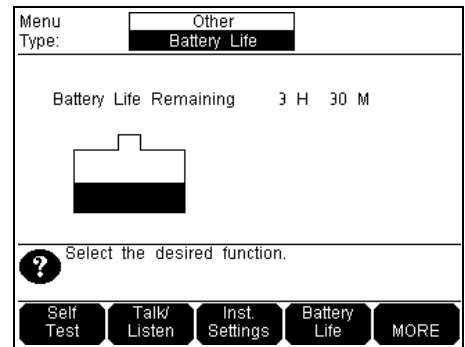 Menu Other
Type: Battery Life
Battery Life Remaining 3 H 30 M
? Select the desired function.
Self Test Talk/ Listen Inst. Settings Battery Life MORE